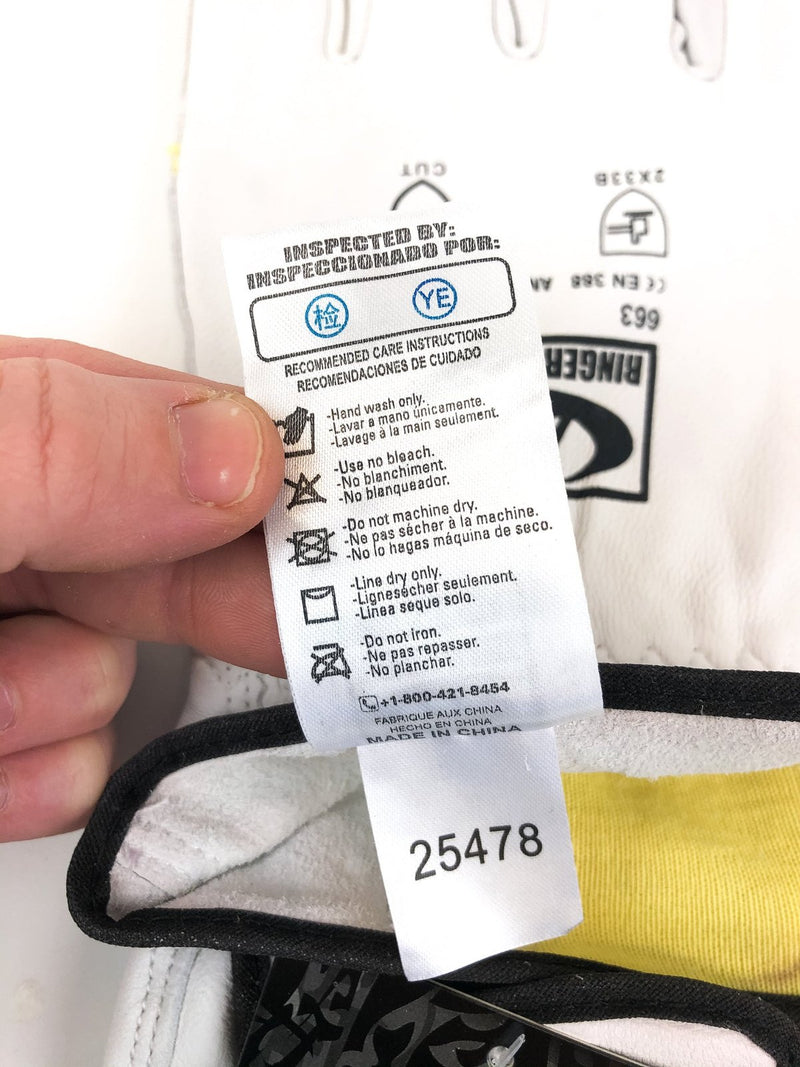 CUT
2X33B
CE EN 388
663
RINGER
INSPECTED BY:
INSPECCIONADO POR:
检 YE
RECOMMENDED CARE INSTRUCTIONS
RECOMENDACIONES DE CUIDADO
-Hand wash only.
-Lavar a mano únicamente.
-Lavage à la main seulement.
-Use no bleach.
-No blanchiment.
-No blanqueador.
-Do not machine dry.
-Ne pas sécher à la machine.
-No lo hagas máquina de seco.
-Line dry only.
-Lignesécher seulement.
-Línea seque solo.
-Do not iron.
-Ne pas repasser.
-No planchar.
+1-800-421-8454
FABRIQUE AUX CHINA
HECHO EN CHINA
MADE IN CHINA
25478